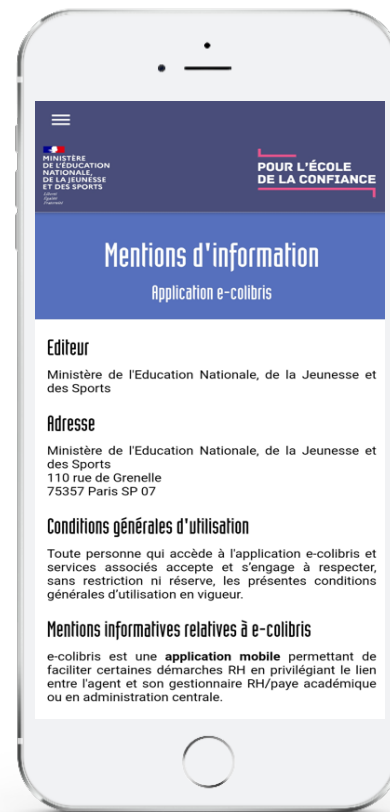 MINISTÈRE
DE L'ÉDUCATION
NATIONALE,
DE LA JEUNESSE
ET DES SPORTS
Liberté
Égalité
Fraternité
POUR L'ÉCOLE
DE LA CONFIANCE
Mentions d'information
Application e-colibris
Editeur
Ministère de l'Education Nationale, de la Jeunesse et
des Sports
Adresse
Ministère de l'Education Nationale, de la Jeunesse et
des Sports
110 rue de Grenelle
75357 Paris SP 07
Conditions générales d'utilisation
Toute personne qui accède à l'application e-colibris et
services associés accepte et s'engage à respecter,
sans restriction ni réserve, les présentes conditions
générales d'utilisation en vigueur.
Mentions informatives relatives à e-colibris
e-colibris est une application mobile permettant de
faciliter certaines démarches RH en privilégiant le lien
entre l'agent et son gestionnaire RH/paye académique
ou en administration centrale.